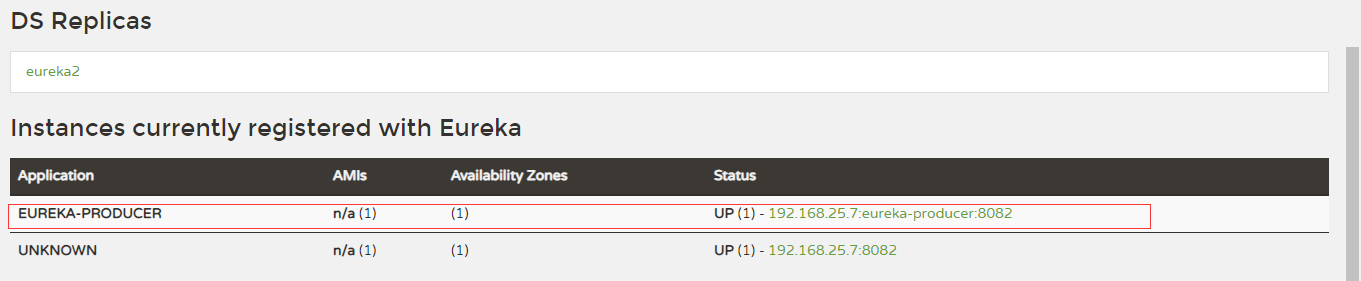 DS Replicas
eureka2
Instances currently registered with Eureka
Application AMIs Availability Zones Status
EUREKA-PRODUCER n/a (1) (1) UP (1) - 192.168.25.7:eureka-producer:8082
UNKNOWN n/a (1) (1) UP (1) - 192.168.25.7:8082